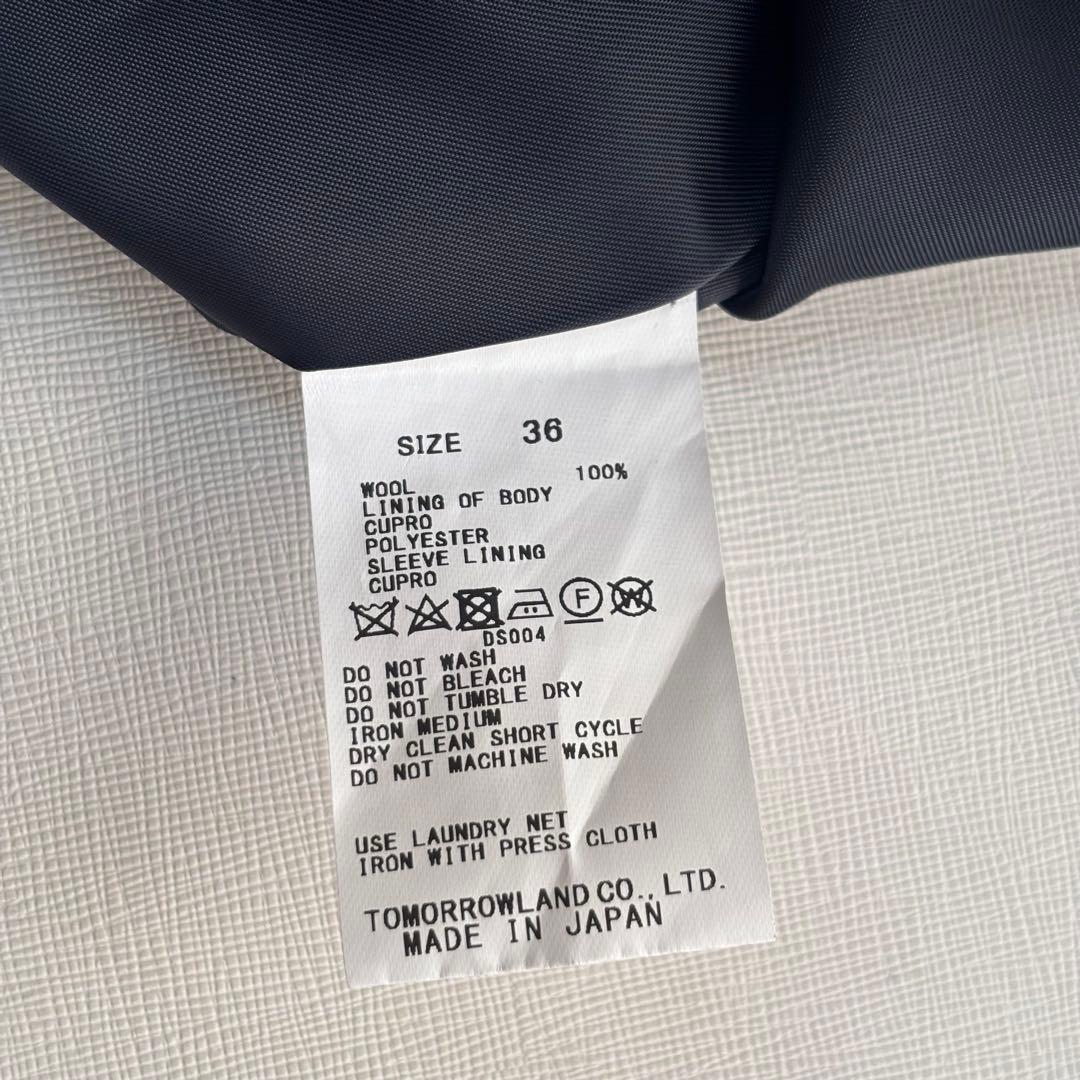 SIZE 36
WOOL 100%
LINING OF BODY
CUPRO
POLYESTER
SLEEVE LINING
CUPRO
F W
DS004
DO NOT WASH
DO NOT BLEACH
DO NOT TUMBLE DRY
IRON MEDIUM
DRY CLEAN SHORT CYCLE
DO NOT MACHINE WASH
USE LAUNDRY NET
IRON WITH PRESS CLOTH
TOMORROWLAND CO., LTD.
MADE IN JAPAN